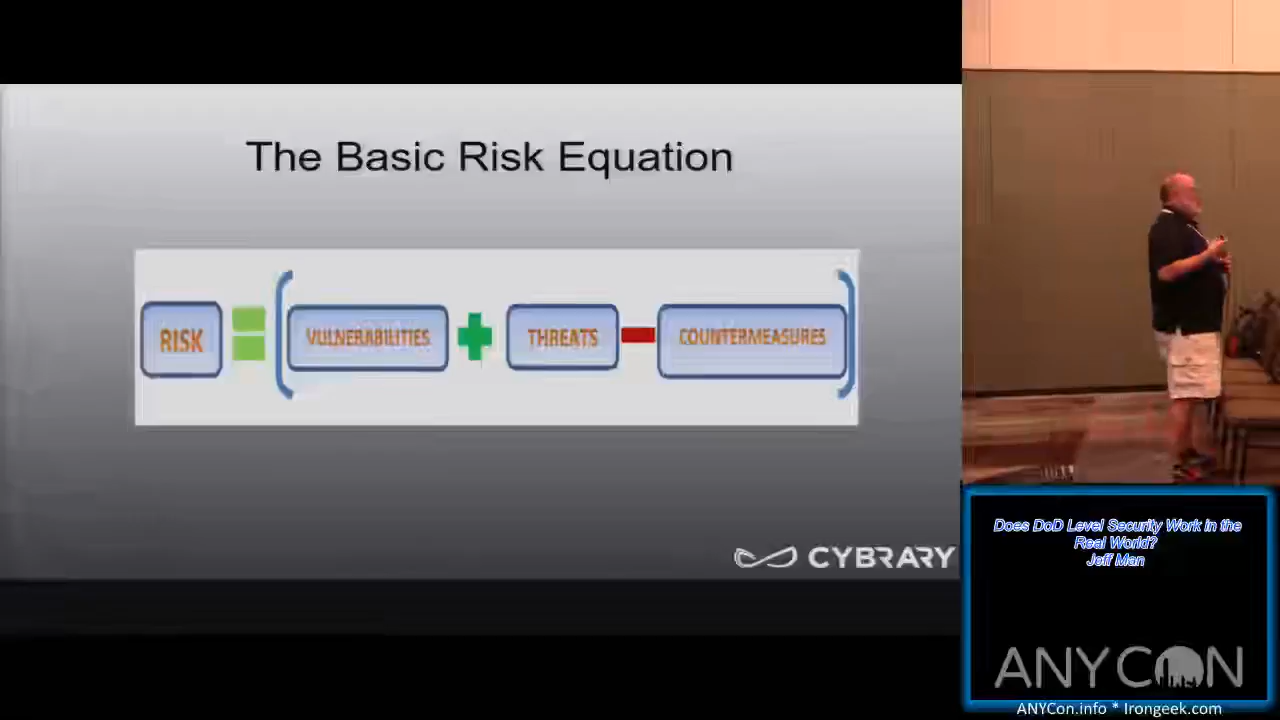 The Basic Risk Equation
RISK = ( VULNERABILITIES + THREATS - COUNTERMEASURES )
CYBRARY
Does DoD Level Security Work in the
Real World?
Jeff Man
ANYCON
ANYCon.info * Irongeek.com